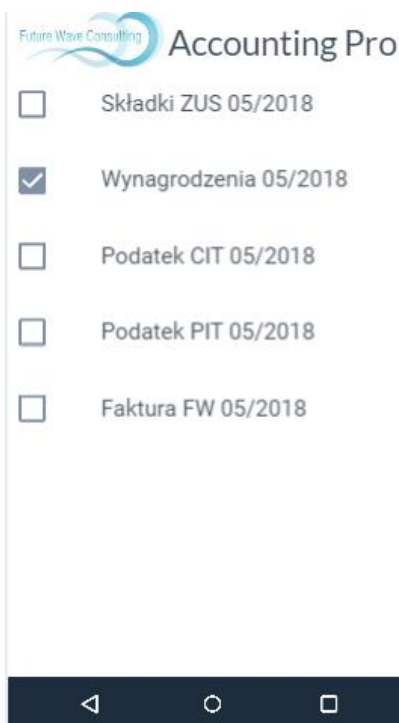 Future Wave Consulting
Accounting Pro
Składki ZUS 05/2018
Wynagrodzenia 05/2018
Podatek CIT 05/2018
Podatek PIT 05/2018
Faktura FW 05/2018